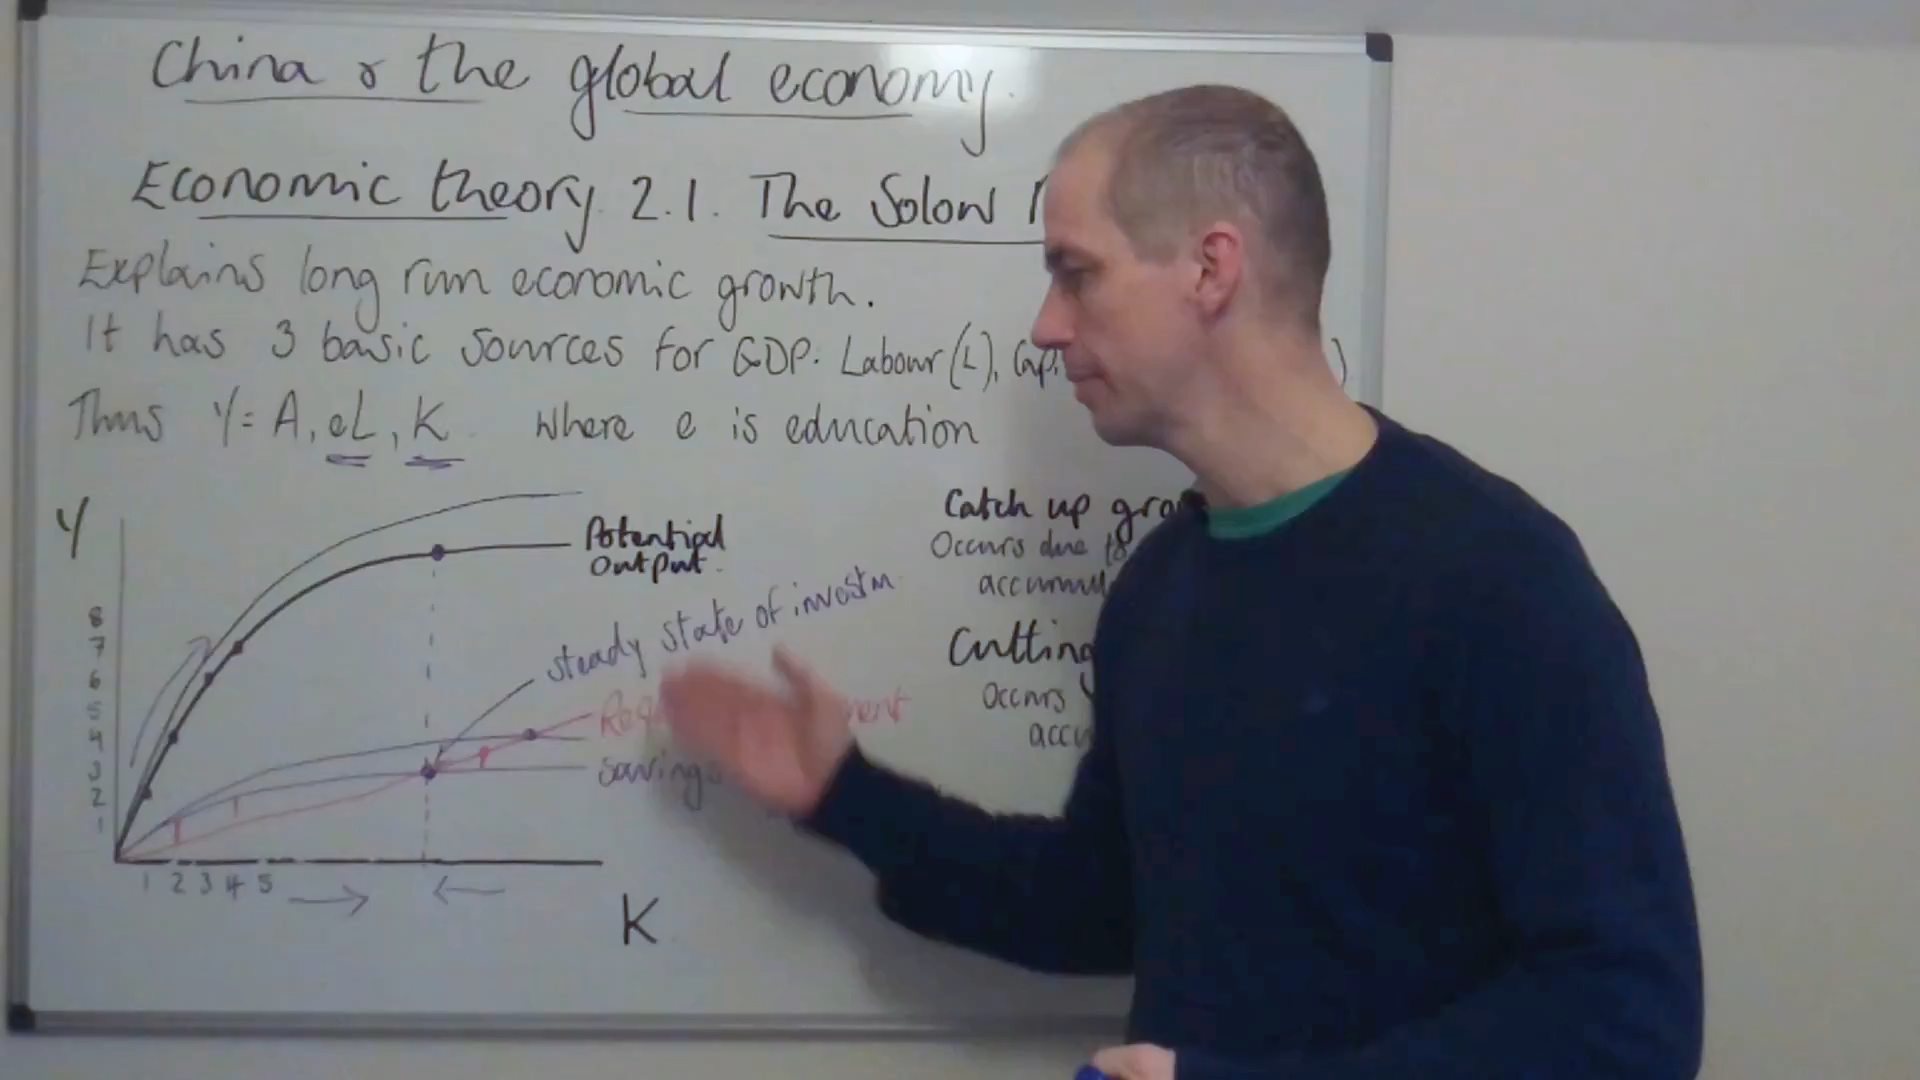 China & the global economy.
Economic theory 2.1. The Solow
Explains long run economic growth.
It has 3 basic sources for GDP. Labour (L), Cap. )
Thus Y = A, eL, K where e is education
Y
Potential
output.
Catch up gro
Occurs due to
accumul
steady state of investm
8
7
6
5
4
3
2
1
Cutting
Occurs
accu
ment
savings
1 2 3 4 5
K